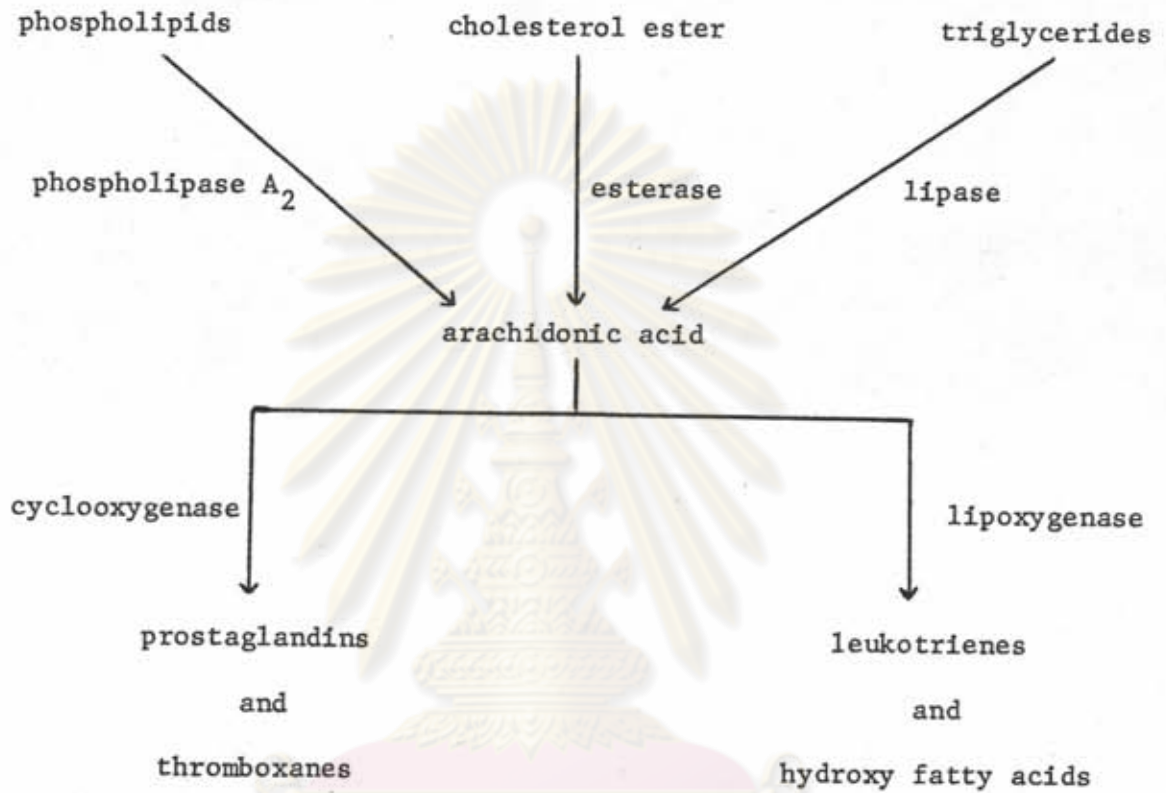 phospholipids cholesterol ester triglycerides
phospholipase A2 esterase lipase
arachidonic acid
cyclooxygenase lipoxygenase
prostaglandins leukotrienes
and and
thromboxanes hydroxy fatty acids